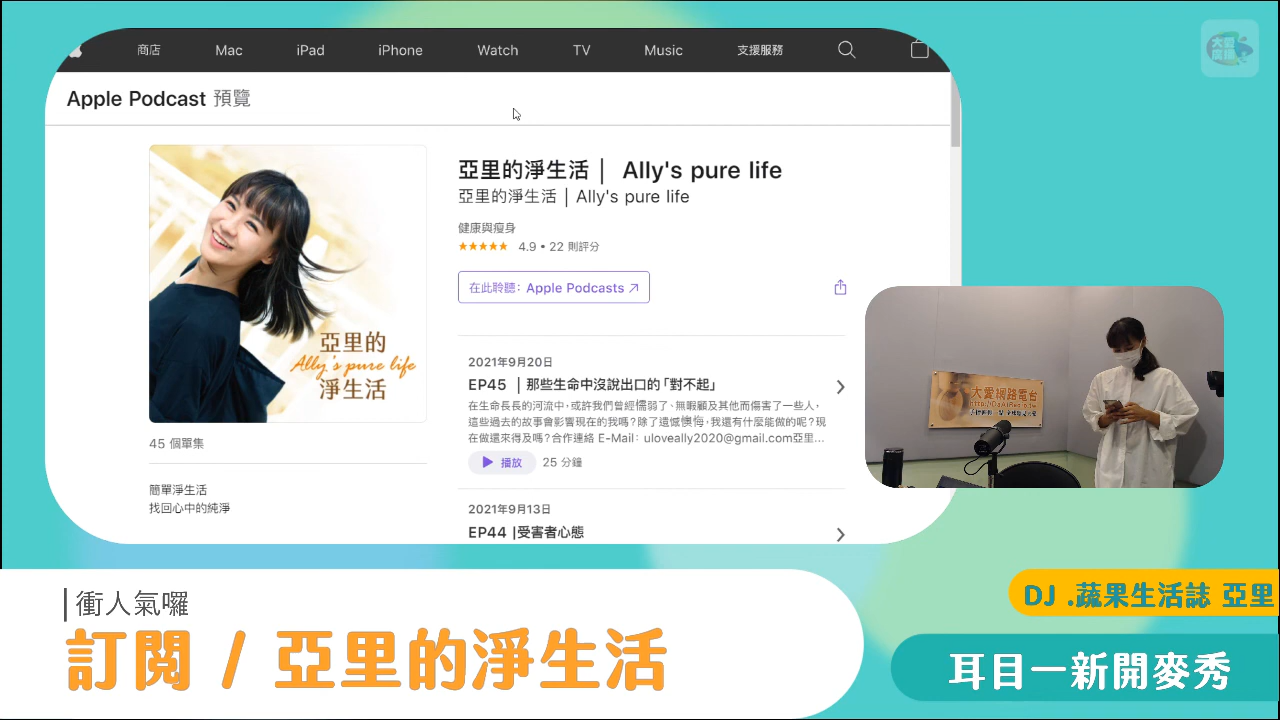 商店 Mac iPad iPhone Watch TV Music 支援服務
大愛
廣播
Apple Podcast 預覽
亞里的
Ally's pure life
淨生活
45 個單集
簡單淨生活
找回心中的純淨
亞里的淨生活 | Ally's pure life
亞里的淨生活 | Ally's pure life
健康與瘦身
★★★★★ 4.9 • 22 則評分
在此聆聽: Apple Podcasts ↗
2021年9月20日
EP45 |那些生命中沒說出口的「對不起」
在生命長長的河流中,或許我們曾經懦弱了、無暇顧及其他而傷害了一些人,
這些過去的故事會影響現在的我嗎?除了遺憾懊悔,我還有什麼能做的呢?現
在做還來得及嗎?合作連絡 E-Mail: uloveally2020@gmail.com亞里...
播放 25 分鐘
2021年9月13日
EP44 |受害者心態
大愛網路電台
http://DaAiRadio.tw
衝人氣囉
訂閱 / 亞里的淨生活
DJ .蔬果生活誌 亞里
耳目一新開麥秀